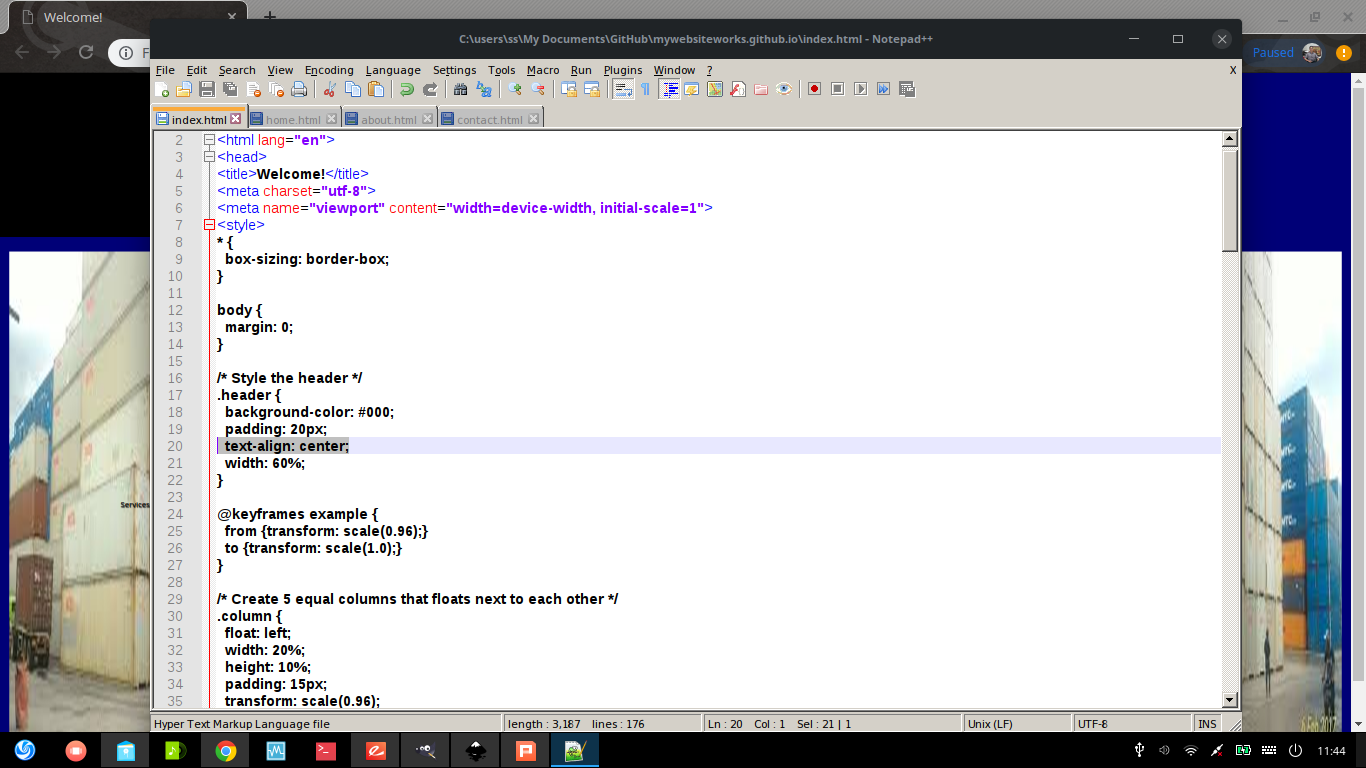 Welcome!
C:\users\ss\My Documents\GitHub\mywebsiteworks.github.io\index.html - Notepad++
Paused
File Edit Search View Encoding Language Settings Tools Macro Run Plugins Window ? X
index.html home.html about.html contact.html
2 <html lang="en">
3 <head>
4 <title>Welcome!</title>
5 <meta charset="utf-8">
6 <meta name="viewport" content="width=device-width, initial-scale=1">
7 <style>
8 * {
9 box-sizing: border-box;
10 }
11
12 body {
13 margin: 0;
14 }
15
16 /* Style the header */
17 .header {
18 background-color: #000;
19 padding: 20px;
20 text-align: center;
21 width: 60%;
22 }
23
24 @keyframes example {
25 from {transform: scale(0.96);}
26 to {transform: scale(1.0);}
27 }
28
29 /* Create 5 equal columns that floats next to each other */
30 .column {
31 float: left;
32 width: 20%;
33 height: 10%;
34 padding: 15px;
35 transform: scale(0.96);
Services
6 Feb 2017
Hyper Text Markup Language file length : 3,187 lines : 176 Ln : 20 Col : 1 Sel : 21 | 1 Unix (LF) UTF-8 INS
11:44